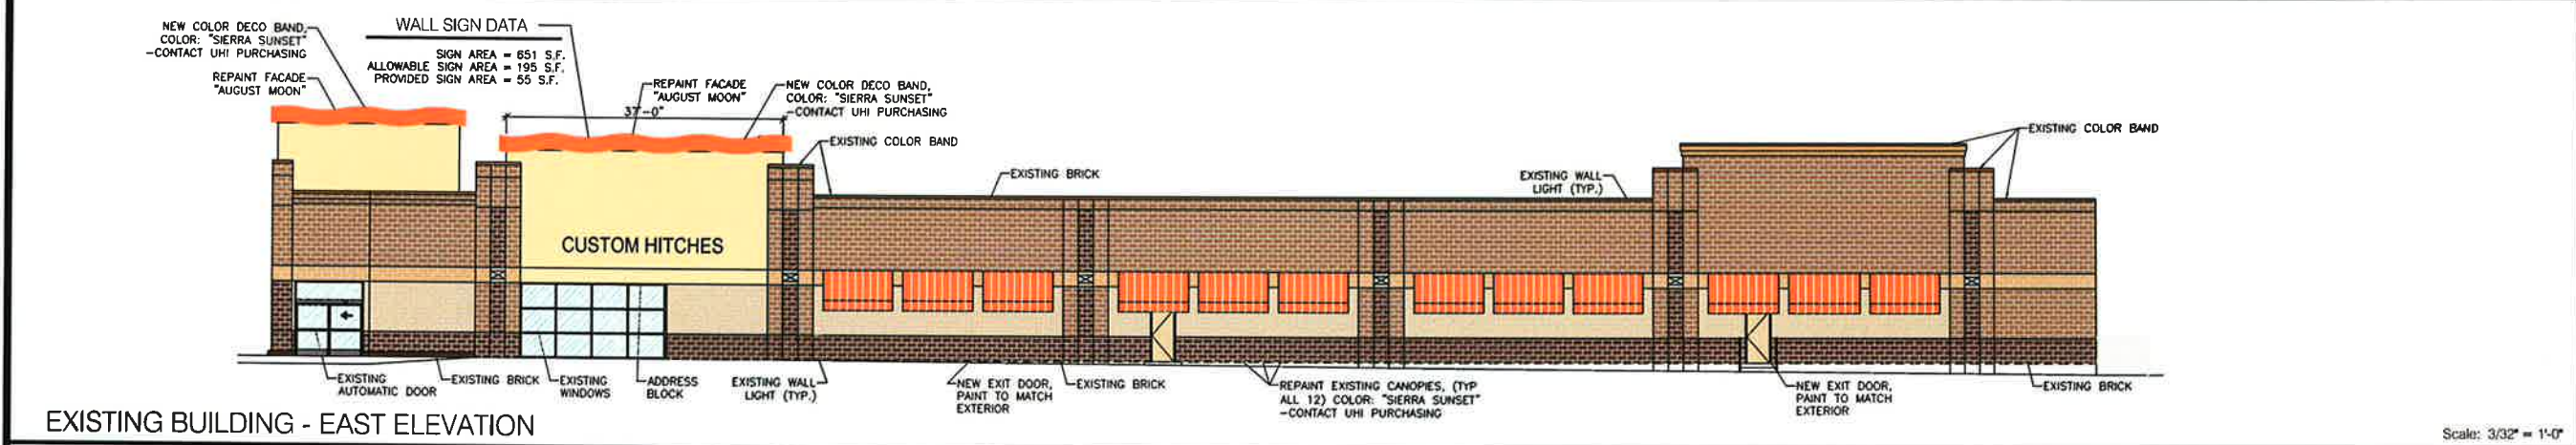 NEW COLOR DECO BAND,
COLOR: "SIERRA SUNSET"
-CONTACT UHI PURCHASING
REPAINT FACADE
"AUGUST MOON"
WALL SIGN DATA
SIGN AREA = 651 S.F.
ALLOWABLE SIGN AREA = 195 S.F.
PROVIDED SIGN AREA = 55 S.F.
REPAINT FACADE
"AUGUST MOON"
37'-0"
NEW COLOR DECO BAND,
COLOR: "SIERRA SUNSET"
-CONTACT UHI PURCHASING
EXISTING COLOR BAND
EXISTING BRICK
EXISTING WALL
LIGHT (TYP.)
EXISTING COLOR BAND
CUSTOM HITCHES
EXISTING
AUTOMATIC DOOR
EXISTING BRICK
EXISTING
WINDOWS
ADDRESS
BLOCK
EXISTING WALL
LIGHT (TYP.)
NEW EXIT DOOR,
PAINT TO MATCH
EXTERIOR
EXISTING BRICK
REPAINT EXISTING CANOPIES, (TYP
ALL 12) COLOR: "SIERRA SUNSET"
-CONTACT UHI PURCHASING
NEW EXIT DOOR,
PAINT TO MATCH
EXTERIOR
EXISTING BRICK
EXISTING BUILDING - EAST ELEVATION
Scale: 3/32" = 1'-0"